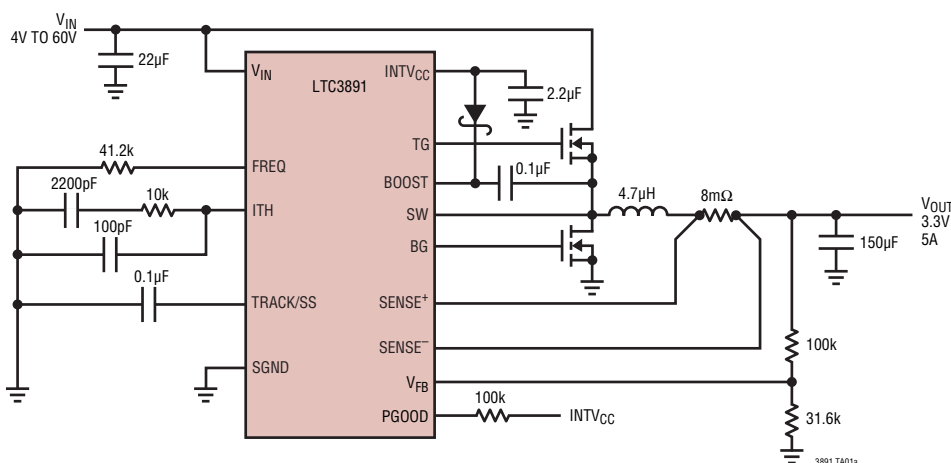 VIN
4V TO 60V
22µF
VIN
LTC3891
INTVCC
2.2µF
TG
41.2k
FREQ
BOOST
0.1µF
2200pF
10k
ITH
SW
4.7µH
8mΩ
VOUT
3.3V
5A
100pF
BG
150µF
0.1µF
TRACK/SS
SENSE+
SENSE–
100k
SGND
VFB
PGOOD
100k
INTVCC
31.6k
3891 TA01a